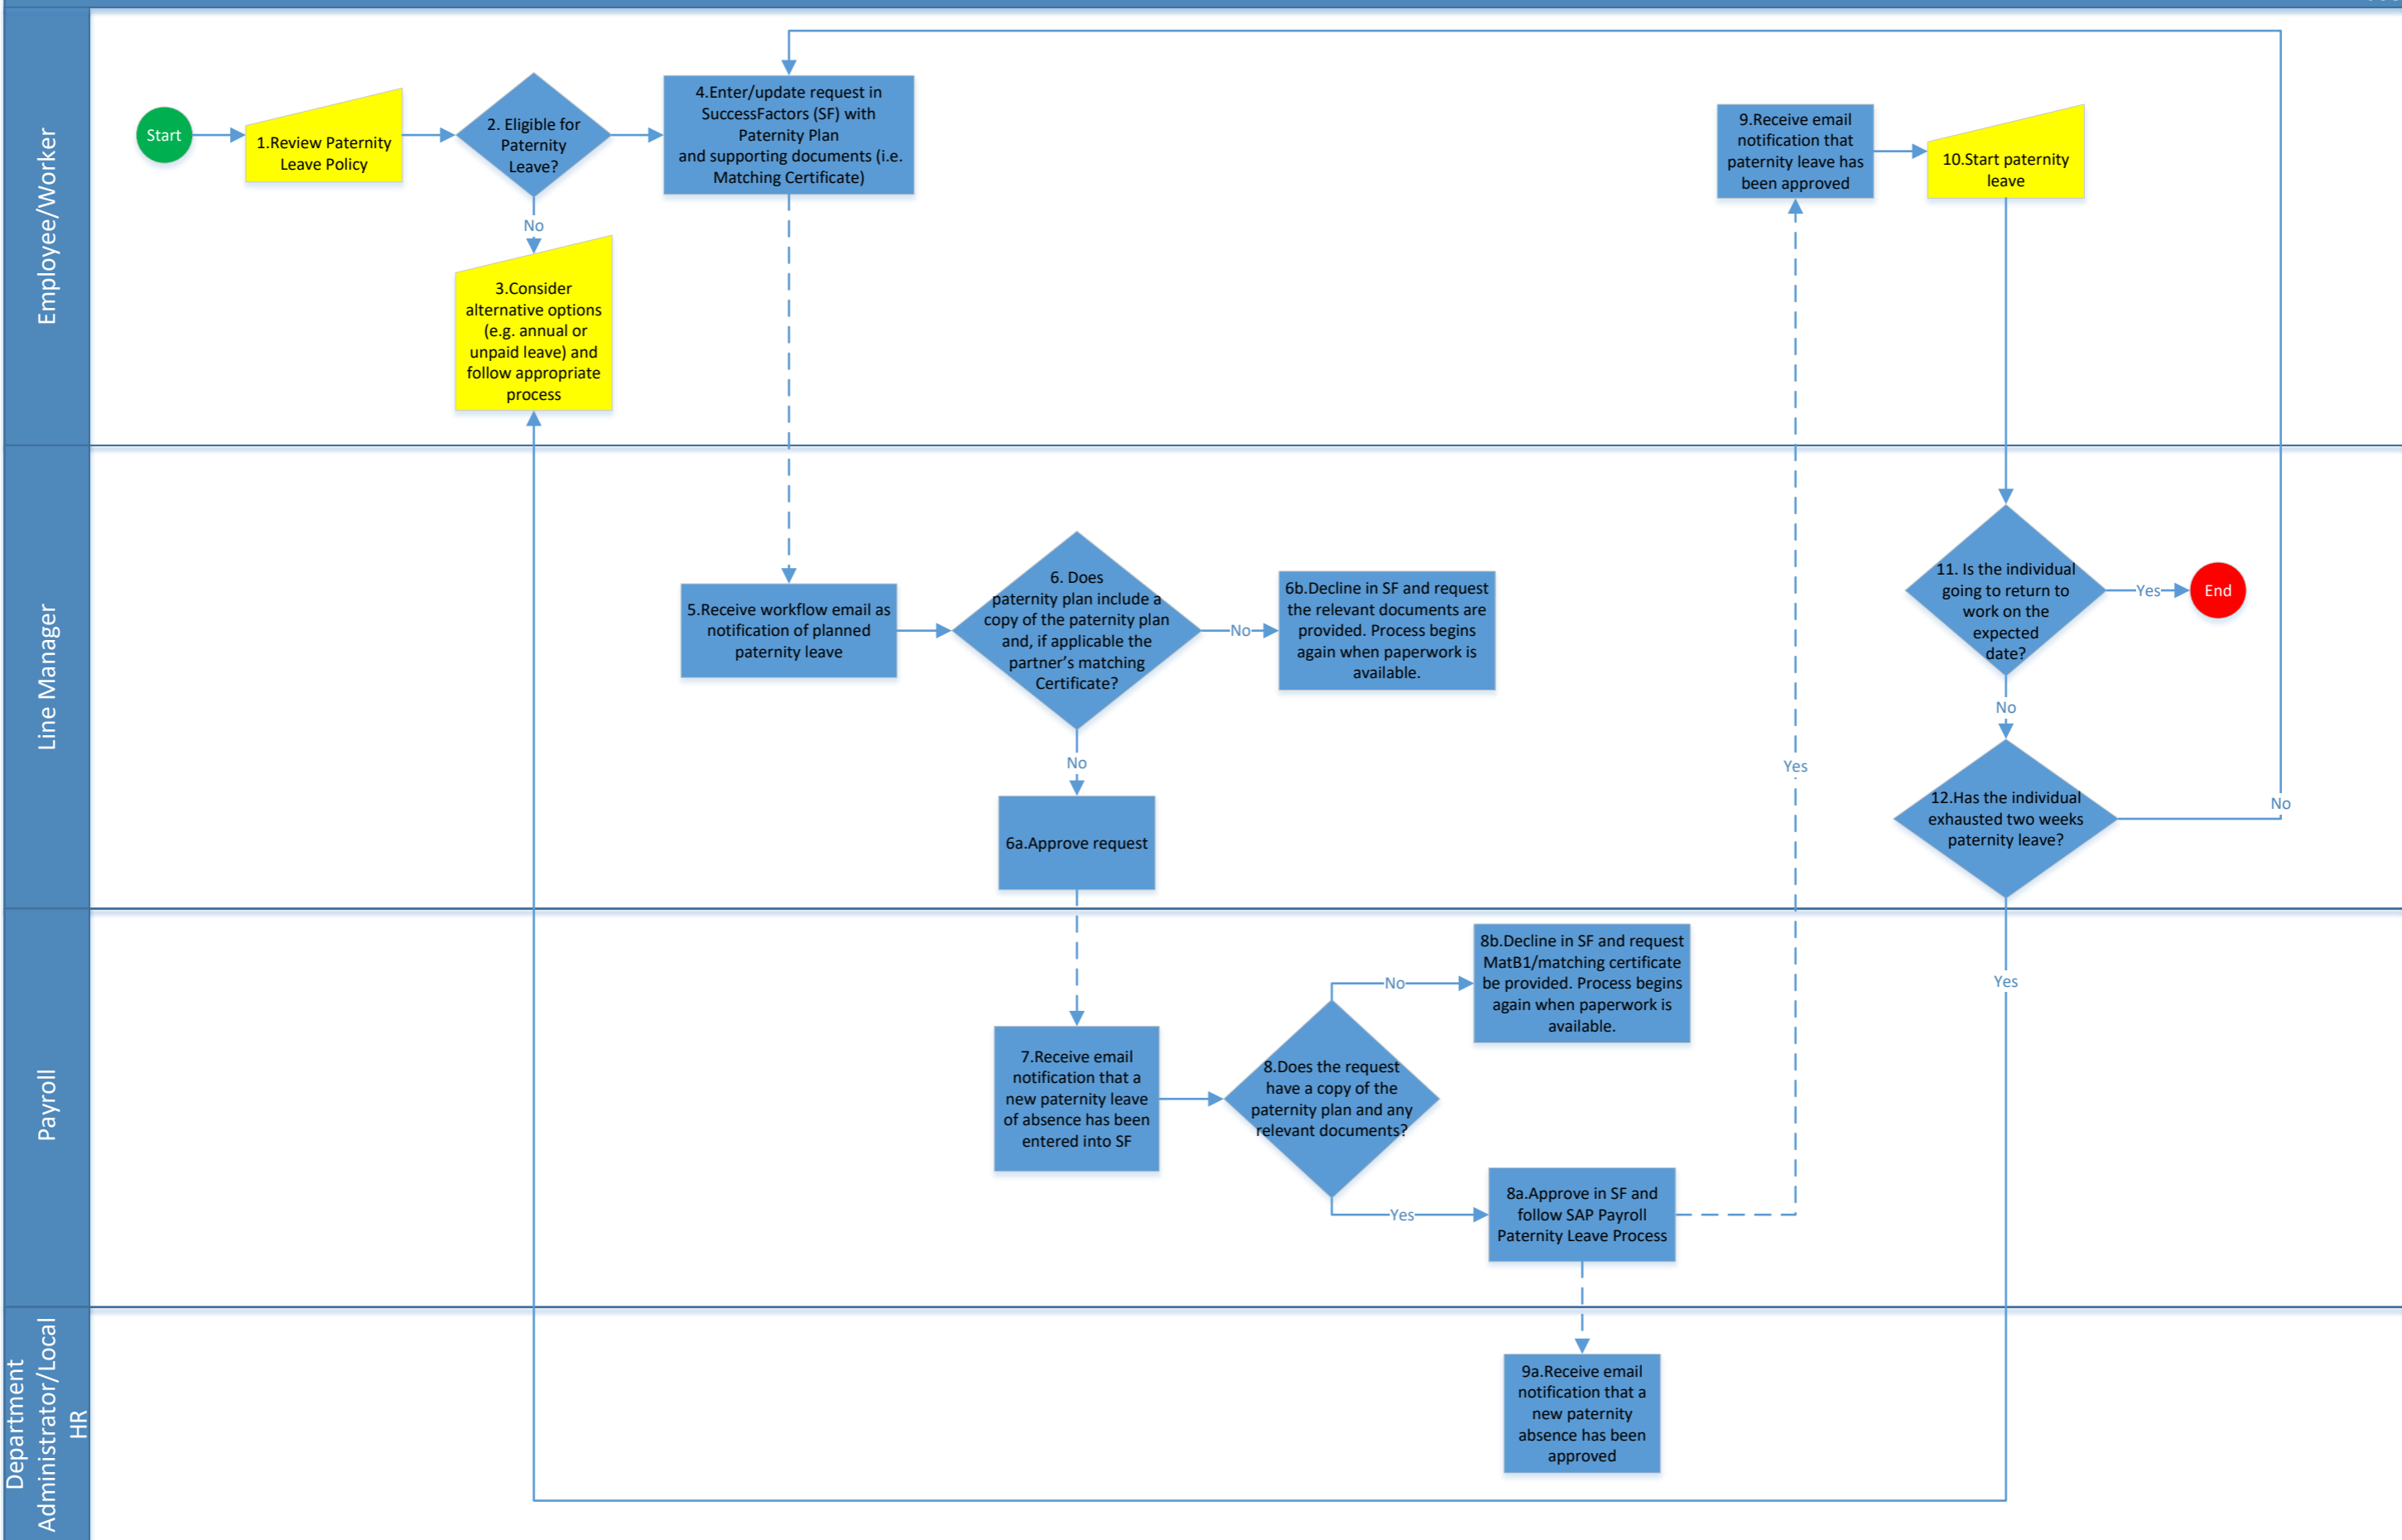 Employee/Worker
Start
1.Review Paternity
Leave Policy
2. Eligible for
Paternity
Leave?
No
3.Consider
alternative options
(e.g. annual or
unpaid leave) and
follow appropriate
process
4.Enter/update request in
SuccessFactors (SF) with
Paternity Plan
and supporting documents (i.e.
Matching Certificate)
9.Receive email
notification that
paternity leave has
been approved
10.Start paternity
leave
Line Manager
5.Receive workflow email as
notification of planned
paternity leave
6. Does
paternity plan include a
copy of the paternity plan
and, if applicable the
partner's matching
Certificate?
No
6b.Decline in SF and request
the relevant documents are
provided. Process begins
again when paperwork is
available.
No
6a.Approve request
Yes
11. Is the individual
going to return to
work on the
expected
date?
Yes
End
No
12.Has the individual
exhausted two weeks
paternity leave?
No
Yes
Payroll
7.Receive email
notification that a
new paternity leave
of absence has been
entered into SF
8.Does the request
have a copy of the
paternity plan and any
relevant documents?
No
8b.Decline in SF and request
MatB1/matching certificate
be provided. Process begins
again when paperwork is
available.
Yes
8a.Approve in SF and
follow SAP Payroll
Paternity Leave Process
Department
Administrator/Local
HR
9a.Receive email
notification that a
new paternity
absence has been
approved